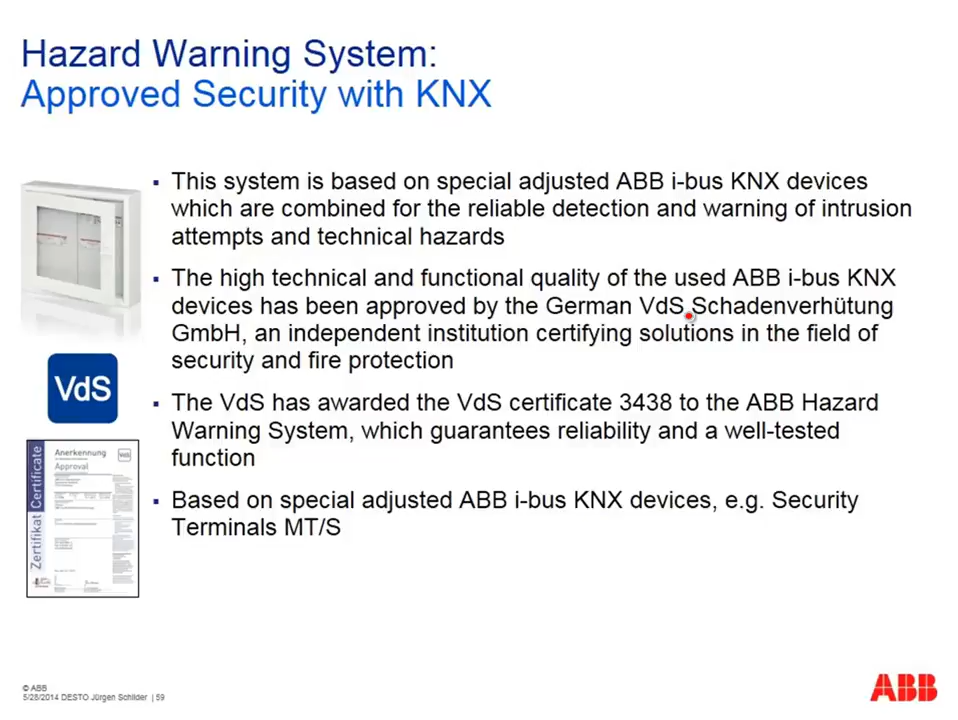 Hazard Warning System:
Approved Security with KNX
This system is based on special adjusted ABB i-bus KNX devices
which are combined for the reliable detection and warning of intrusion
attempts and technical hazards
The high technical and functional quality of the used ABB i-bus KNX
devices has been approved by the German VdS Schadenverhütung
GmbH, an independent institution certifying solutions in the field of
security and fire protection
VdS
The VdS has awarded the VdS certificate 3438 to the ABB Hazard
Warning System, which guarantees reliability and a well-tested
function
Zertifikat Certificate
Anerkennung
Approval
VdS
Based on special adjusted ABB i-bus KNX devices, e.g. Security
Terminals MT/S
© ABB
5/28/2014 DESTO Jürgen Schilder | 59
ABB